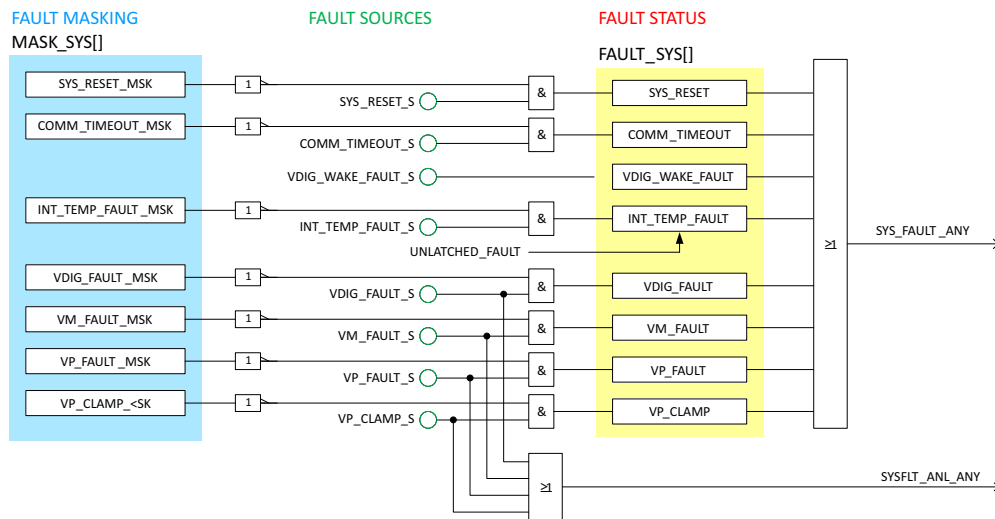 FAULT MASKING FAULT SOURCES FAULT STATUS
MASK_SYS[]
FAULT_SYS[]
SYS_RESET_MSK 1 & SYS_RESET
SYS_RESET_S
COMM_TIMEOUT_MSK 1 & COMM_TIMEOUT
COMM_TIMEOUT_S
VDIG_WAKE_FAULT_S VDIG_WAKE_FAULT
INT_TEMP_FAULT _MSK 1 & INT_TEMP_FAULT
INT_TEMP_FAULT_S
SYS_FAULT _ANY
≥1
UNLATCHED_FAULT
VDIG_FAULT_MSK 1 & VDIG_FAULT
VDIG_FAULT_S
VM_FAULT_MSK 1 & VM_FAULT
VM_FAULT_S
VP_FAULT _MSK 1 & VP_FAULT
VP_FAULT_S
VP_CLAMP_<SK 1 & VP_CLAMP
VP_CLAMP_S
≥1 SYSFLT_ANL_ANY